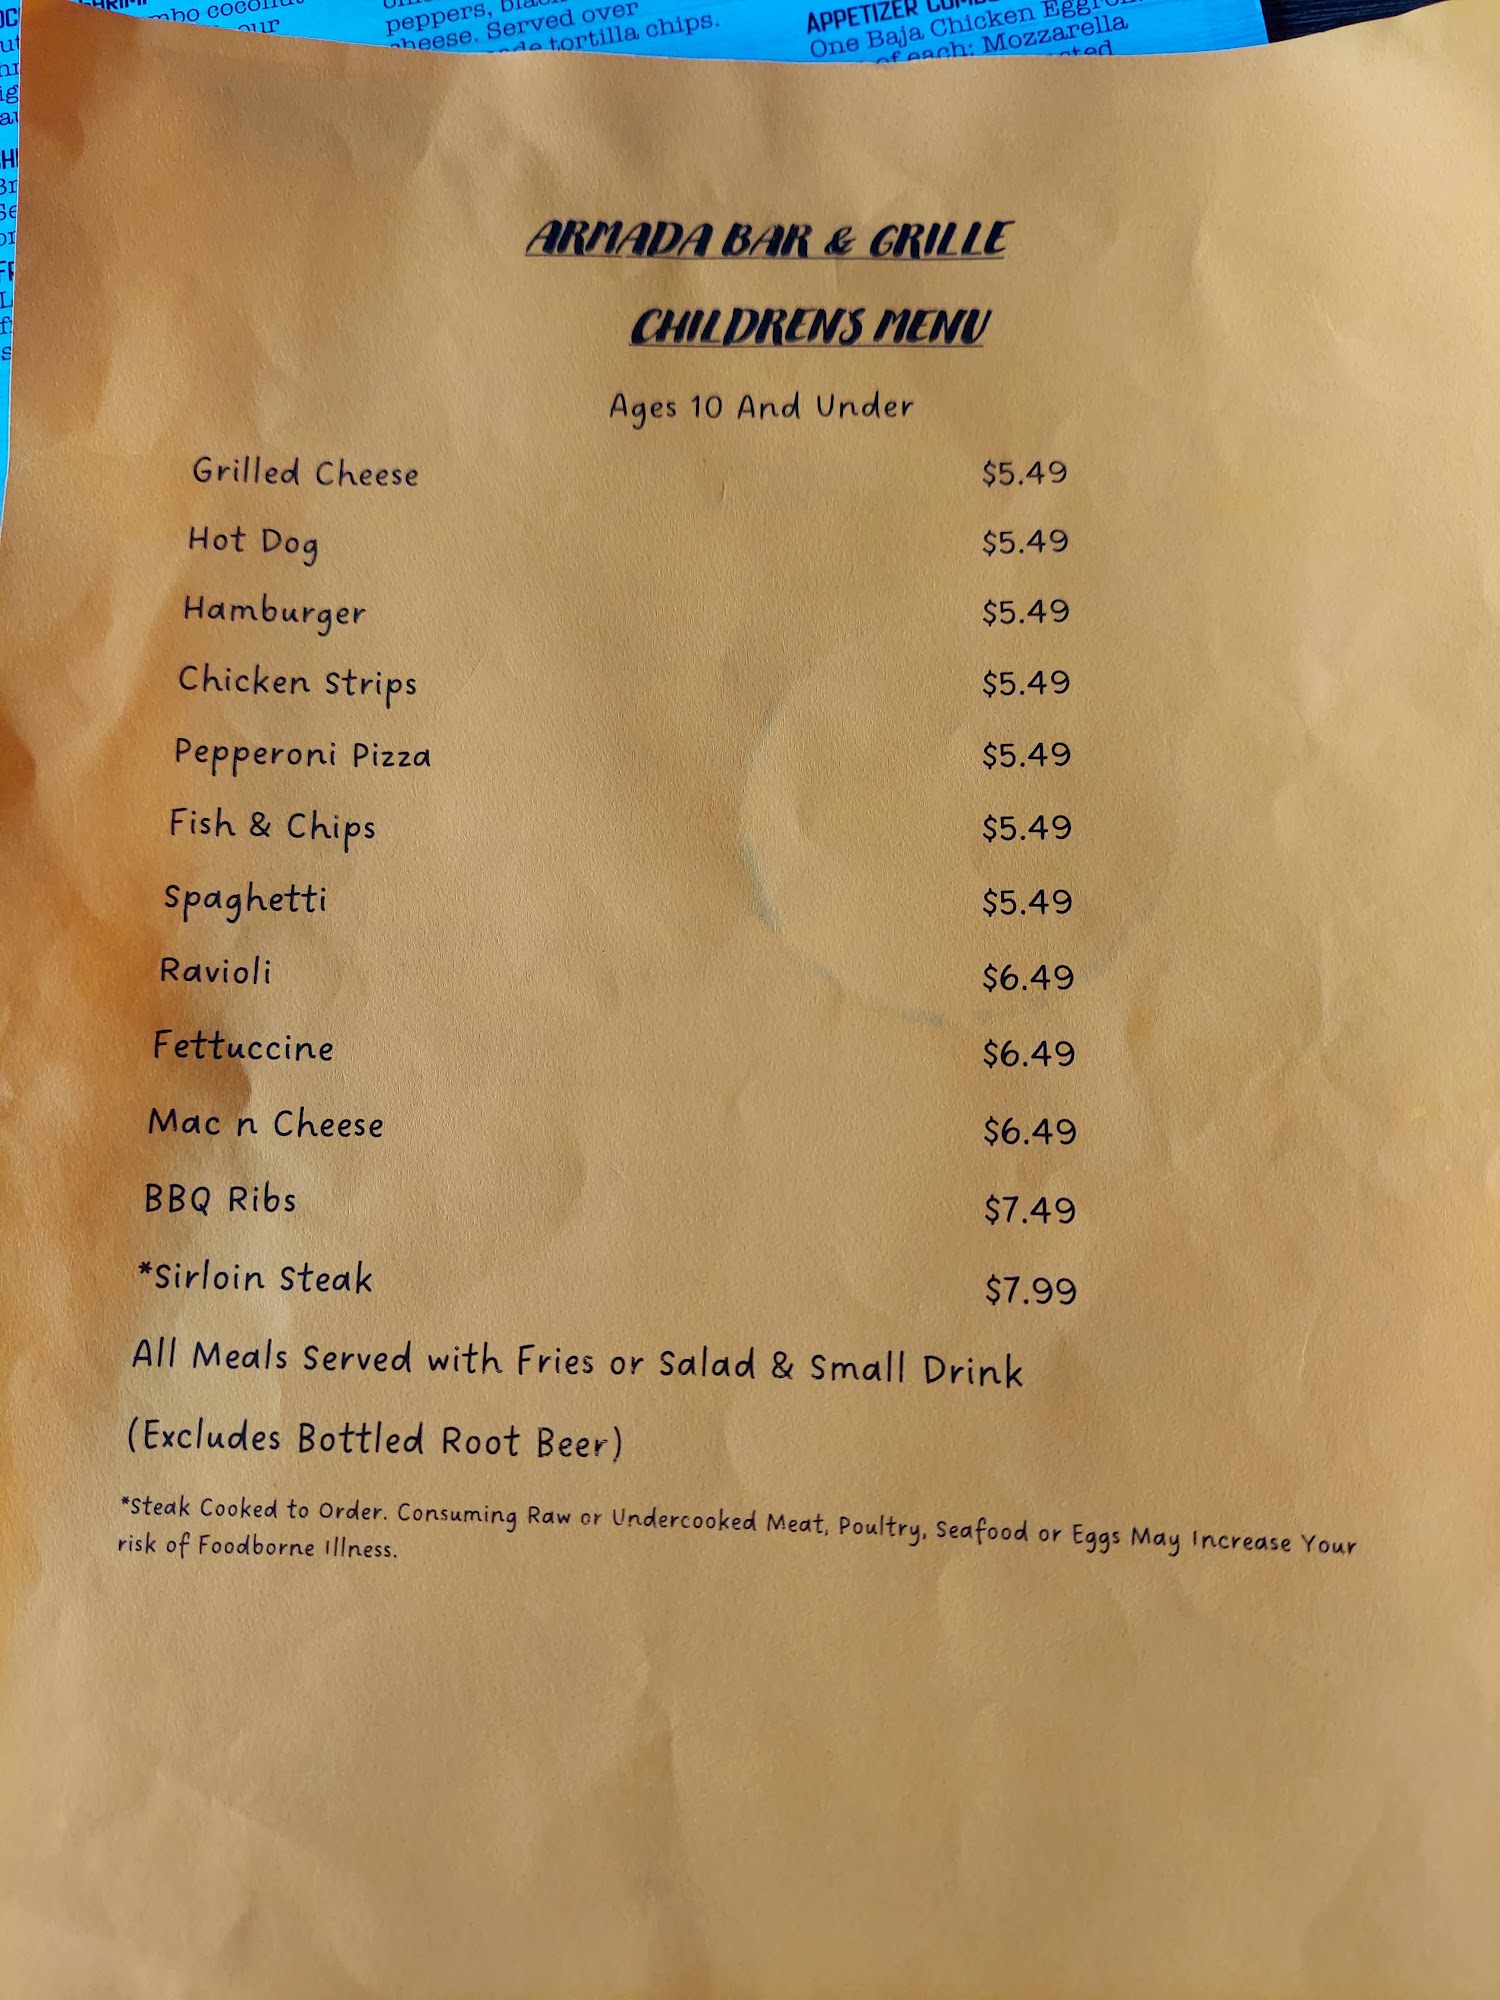 peppers,
cheese. Served over
tortilla chips.
APPETIZER
One Baja Chicken
of each: Mozzarella
ARMADA BAR & GRILLE
CHILDRENS MENU
Ages 10 And Under
Grilled Cheese $5.49
Hot Dog $5.49
Hamburger $5.49
Chicken Strips $5.49
Pepperoni Pizza $5.49
Fish & Chips $5.49
Spaghetti $5.49
Ravioli $6.49
Fettuccine $6.49
Mac n Cheese $6.49
BBQ Ribs $7.49
*Sirloin Steak $7.99
All Meals Served with Fries or Salad & Small Drink
(Excludes Bottled Root Beer)
*Steak Cooked to Order. Consuming Raw or Undercooked Meat, Poultry, Seafood or Eggs May Increase Your
risk of Foodborne Illness.